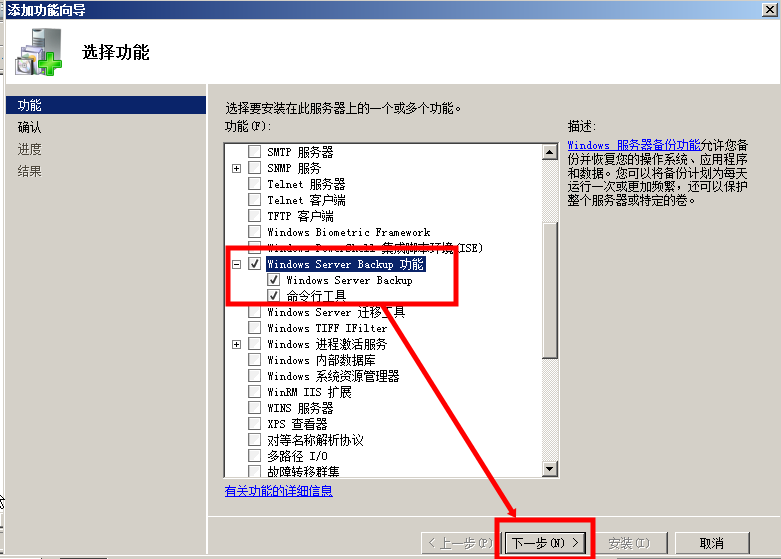 添加功能向导
选择功能
功能
确认
进度
结果
选择要安装在此服务器上的一个或多个功能。
功能(F):
SMTP 服务器
SNMP 服务
Telnet 服务器
Telnet 客户端
TFTP 客户端
Windows Biometric Framework
Windows PowerShell 集成脚本环境(ISE)
Windows Server Backup 功能
Windows Server Backup
命令行工具
Windows Server 迁移工具
Windows TIFF IFilter
Windows 进程激活服务
Windows 内部数据库
Windows 系统资源管理器
WinRM IIS 扩展
WINS 服务器
XPS 查看器
对等名称解析协议
多路径 I/O
故障转移群集
有关功能的详细信息
描述:
Windows 服务器备份功能允许您备
份并恢复您的操作系统、应用程序
和数据。您可以将备份计划为每天
运行一次或更加频繁，还可以保护
整个服务器或特定的卷。
< 上一步(P)
下一步(N) >
安装(I)
取消